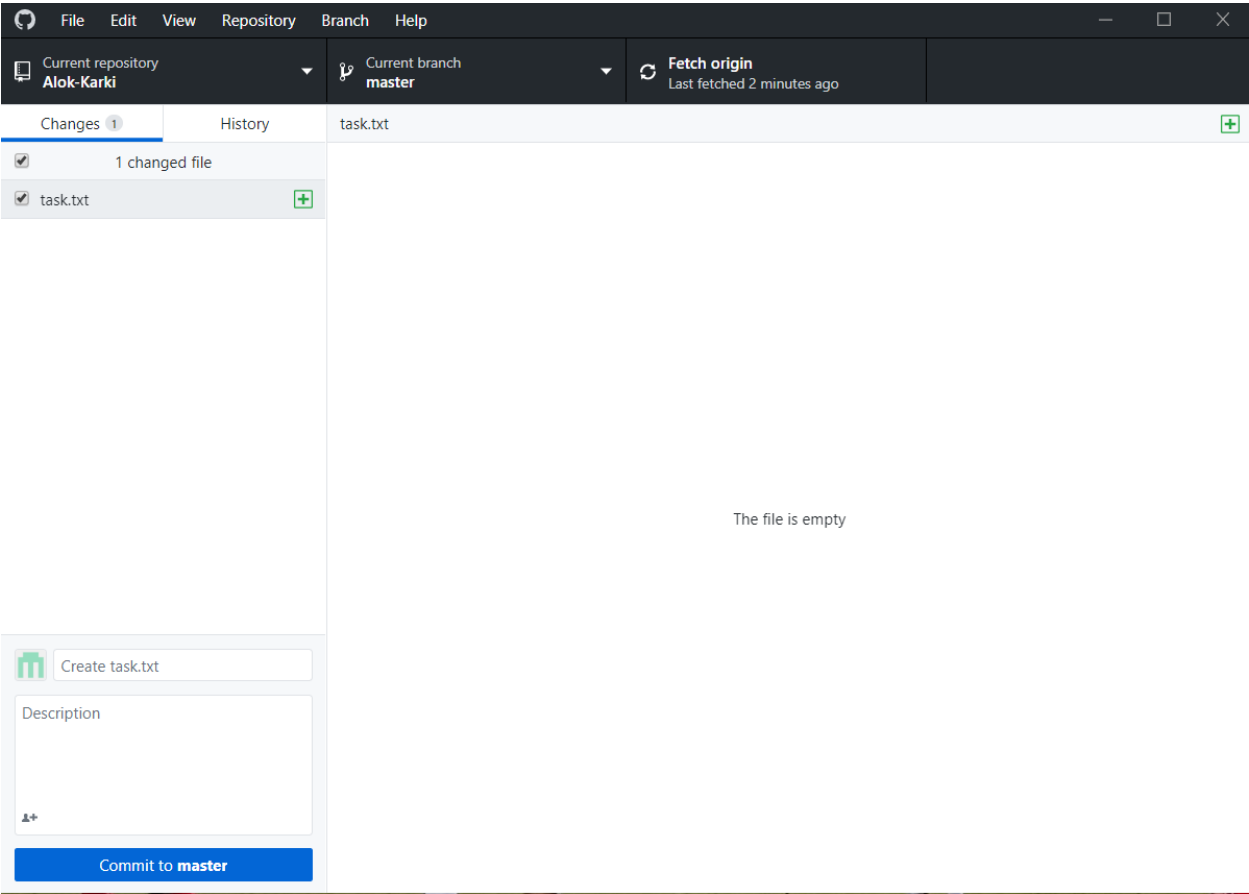 File Edit View Repository Branch Help
Current repository
Alok-Karki
Current branch
master
Fetch origin
Last fetched 2 minutes ago
Changes 1 History
1 changed file
task.txt
task.txt
The file is empty
Create task.txt
Description
Commit to master